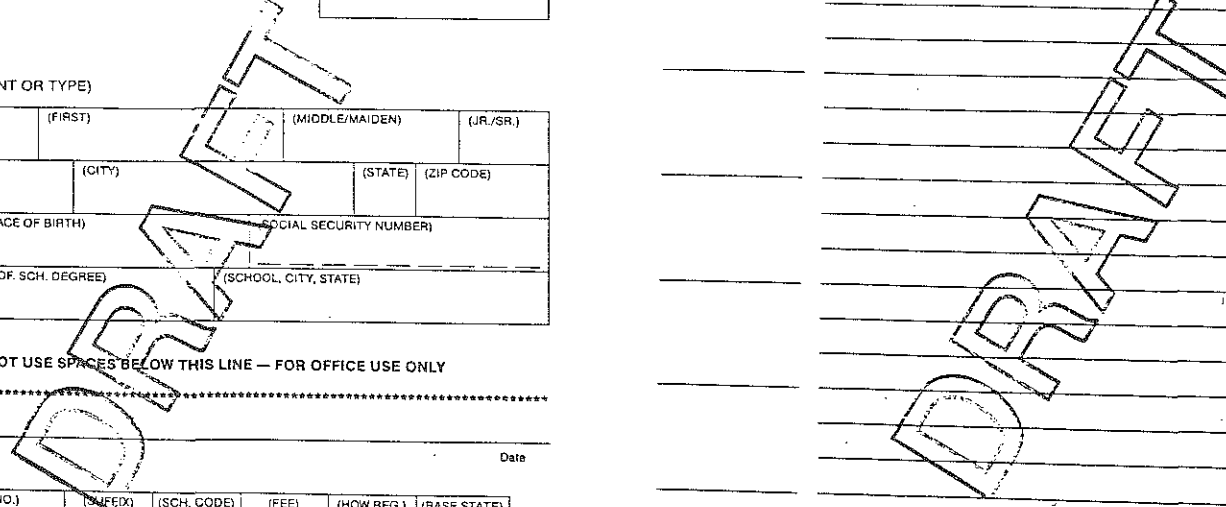 NT OR TYPE)
(FIRST) (MIDDLE/MAIDEN) (JR./SR.)
(CITY) (STATE) (ZIP CODE)
ACE OF BIRTH) SOCIAL SECURITY NUMBER)
OF. SCH. DEGREE) (SCHOOL, CITY, STATE)
OT USE SPACES BELOW THIS LINE — FOR OFFICE USE ONLY
Date
NO.) (SUFFIX) (SCH. CODE) (FEE) (HOW REG.) (BASE STATE)
DRAFT
DRAFT